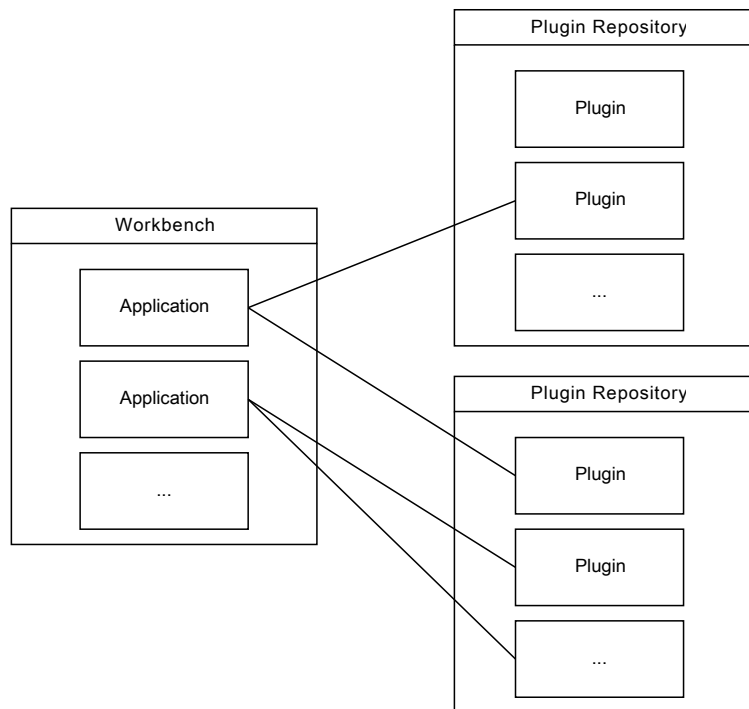 Plugin Repository
Plugin
Plugin
...
Workbench
Application
Application
...
Plugin Repository
Plugin
Plugin
...